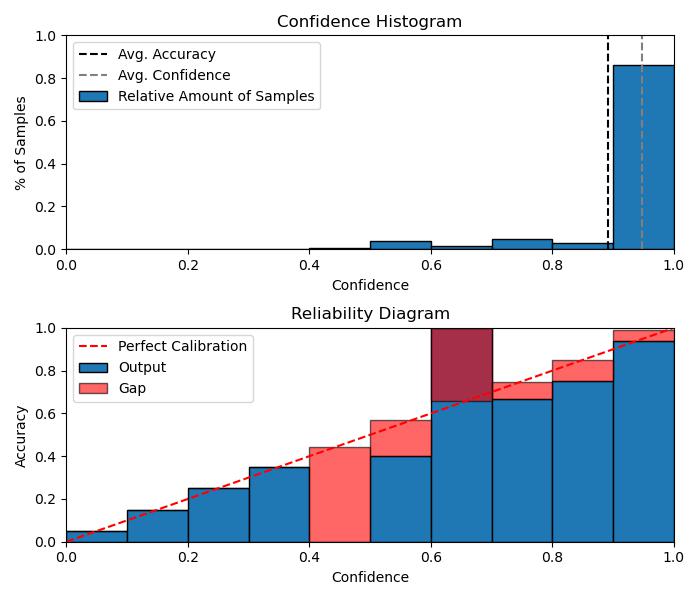 Confidence Histogram
1.0
0.8
0.6
0.4
0.2
0.0
% of Samples
Avg. Accuracy
Avg. Confidence
Relative Amount of Samples
0.0 0.2 0.4 0.6 0.8 1.0
Confidence
Reliability Diagram
1.0
0.8
0.6
0.4
0.2
0.0
Accuracy
Perfect Calibration
Output
Gap
0.0 0.2 0.4 0.6 0.8 1.0
Confidence